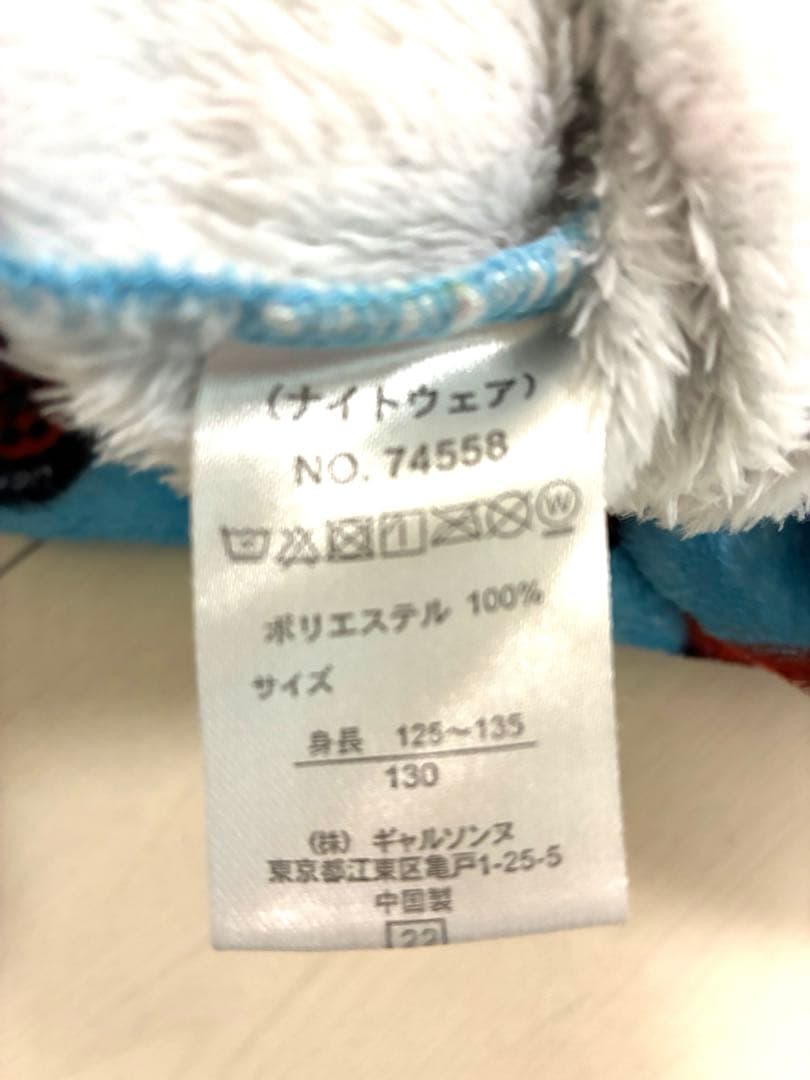 (ナイトウェア)
NO. 74558
W
ポリエステル 100%
サイズ
身長 125~135
130
(株) ギャルソンヌ
東京都江東区亀戸1-25-5
中国製
22